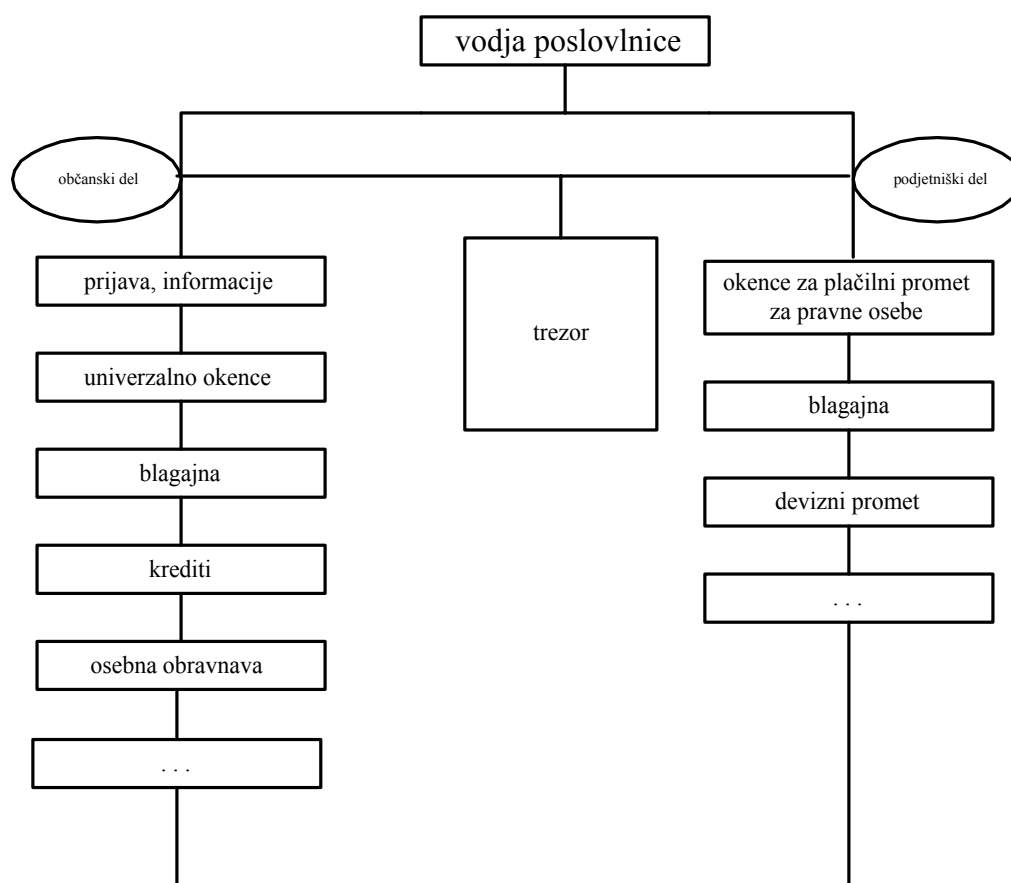 vodja poslovlnice
občanski del
podjetniški del
prijava, informacije
univerzalno okence
blagajna
krediti
osebna obravnava
. . .
trezor
okence za plačilni promet
za pravne osebe
blagajna
devizni promet
. . .